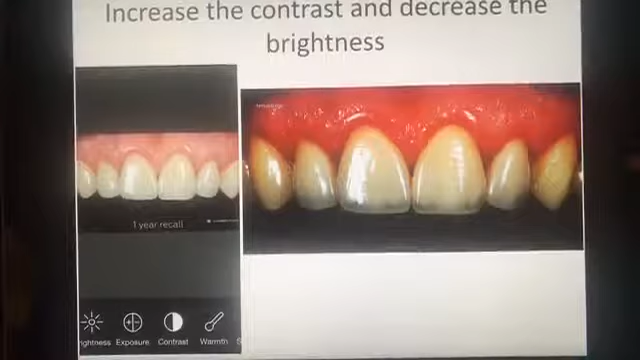 Increase the contrast and decrease the
brightness
1 year recall
ghtness Exposure Contrast Warmth S